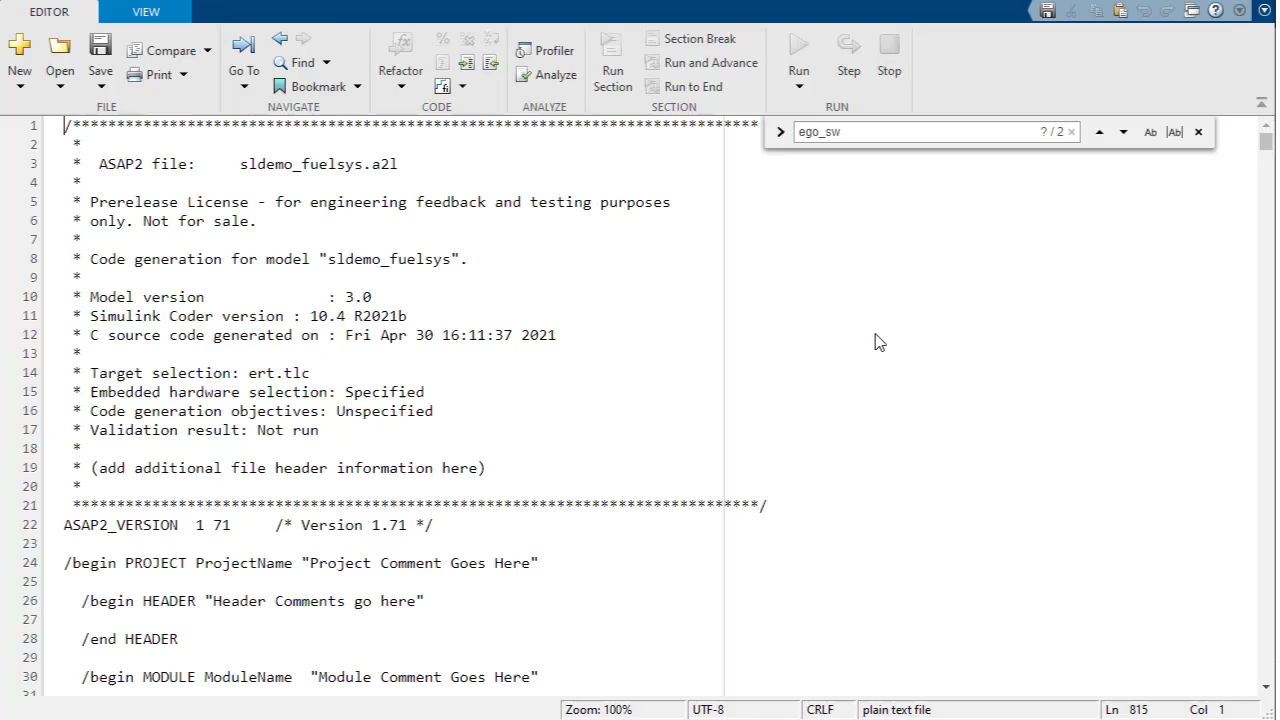 EDITOR
VIEW
New
Open
Save
Compare
Print
FILE
Go To
Find
Bookmark
NAVIGATE
Refactor
CODE
Profiler
Analyze
ANALYZE
Run
Section
Section Break
Run and Advance
Run to End
SECTION
Run
Step
Stop
RUN
ego_sw ? / 2 × Ab |Ab|
1 /******************************************************************************
2 *
3 * ASAP2 file: sldemo_fuelsys.a2l
4 *
5 * Prerelease License - for engineering feedback and testing purposes
6 * only. Not for sale.
7 *
8 * Code generation for model "sldemo_fuelsys".
9 *
10 * Model version : 3.0
11 * Simulink Coder version : 10.4 R2021b
12 * C source code generated on : Fri Apr 30 16:11:37 2021
13 *
14 * Target selection: ert.tlc
15 * Embedded hardware selection: Specified
16 * Code generation objectives: Unspecified
17 * Validation result: Not run
18 *
19 * (add additional file header information here)
20 *
21 ******************************************************************************/
22 ASAP2_VERSION 1 71 /* Version 1.71 */
23
24 /begin PROJECT ProjectName "Project Comment Goes Here"
25
26 /begin HEADER "Header Comments go here"
27
28 /end HEADER
29
30 /begin MODULE ModuleName "Module Comment Goes Here"
31
Zoom: 100% UTF-8 CRLF plain text file Ln 815 Col 1